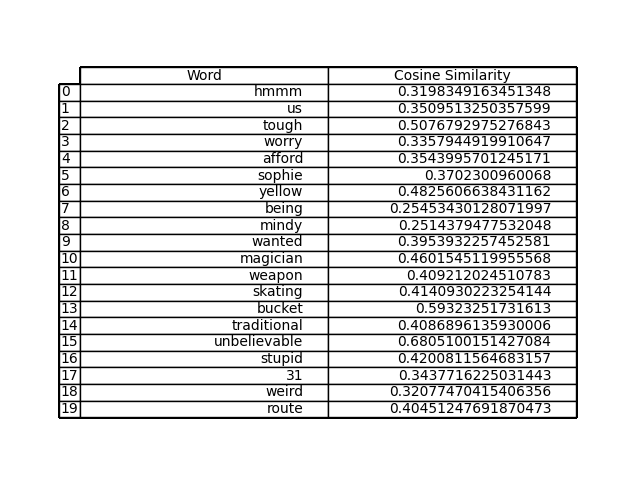 Word Cosine Similarity
0 hmmm 0.3198349163451348
1 us 0.3509513250357599
2 tough 0.5076792975276843
3 worry 0.3357944919910647
4 afford 0.3543995701245171
5 sophie 0.3702300960068
6 yellow 0.4825606638431162
7 being 0.25453430128071997
8 mindy 0.2514379477532048
9 wanted 0.3953932257452581
10 magician 0.4601545119955568
11 weapon 0.409212024510783
12 skating 0.4140930223254144
13 bucket 0.59323251731613
14 traditional 0.4086896135930006
15 unbelievable 0.6805100151427084
16 stupid 0.4200811564683157
17 31 0.3437716225031443
18 weird 0.32077470415406356
19 route 0.40451247691870473